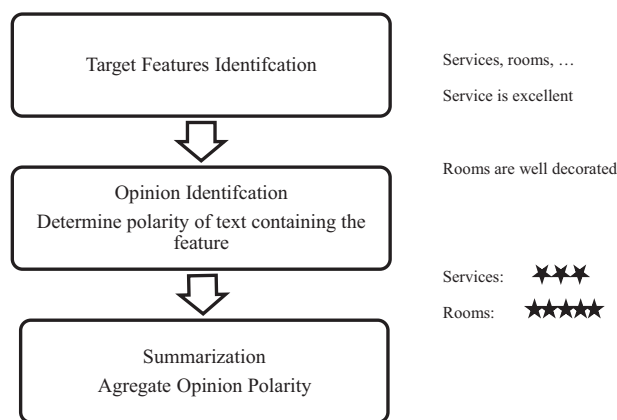 Target Features Identifcation
Services, rooms, …
Service is excellent
Opinion Identifcation
Determine polarity of text containing the
feature
Rooms are well decorated
Services: ★★★
Rooms: ★★★★★
Summarization
Agregate Opinion Polarity